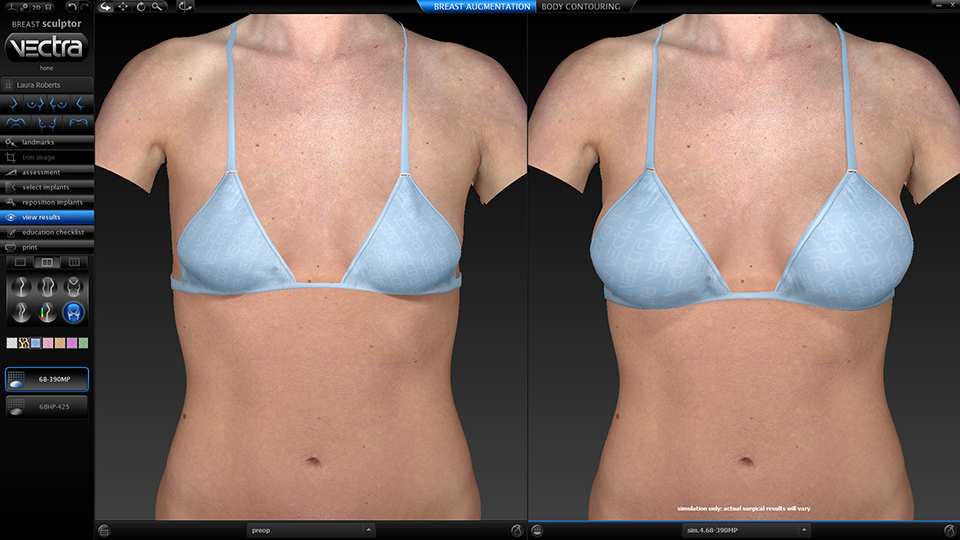 2D
BREAST AUGMENTATION
BODY CONTOURING
BREAST sculptor
vectra
home
Laura Roberts
landmarks
trim image
assessment
select implants
reposition implants
view results
education checklist
print
68-390MP
68HP-425
simulation only: actual surgical results will vary
preop
sim.4.68-390MP